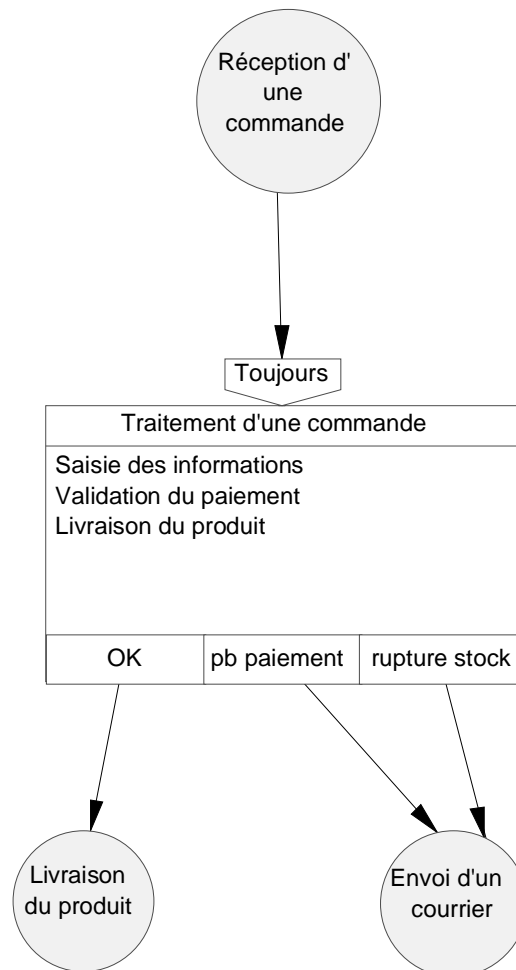 Réception d'
une
commande
Toujours
Traitement d'une commande
Saisie des informations
Validation du paiement
Livraison du produit
OK
pb paiement
rupture stock
Livraison
du produit
Envoi d'un
courrier